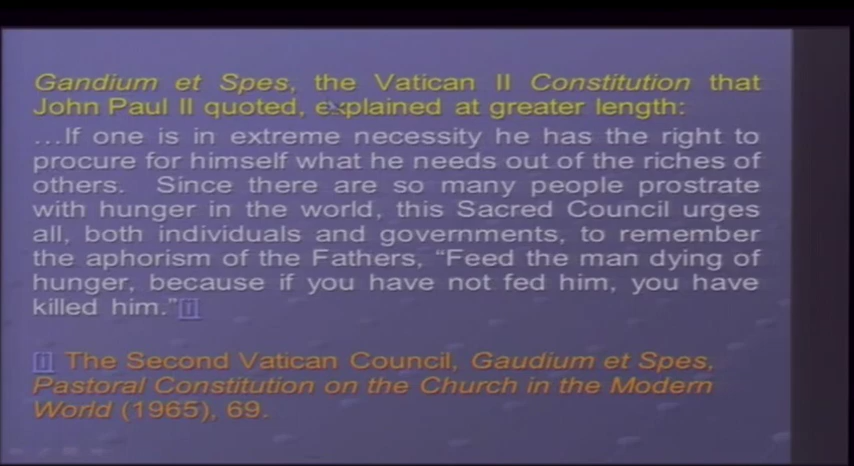 Gandium et Spes, the Vatican II Constitution that
John Paul II quoted, explained at greater length:
...If one is in extreme necessity he has the right to
procure for himself what he needs out of the riches of
others. Since there are so many people prostrate
with hunger in the world, this Sacred Council urges
all, both individuals and governments, to remember
the aphorism of the Fathers, “Feed the man dying of
hunger, because if you have not fed him, you have
killed him.”[i]
[i] The Second Vatican Council, Gaudium et Spes,
Pastoral Constitution on the Church in the Modern
World (1965), 69.